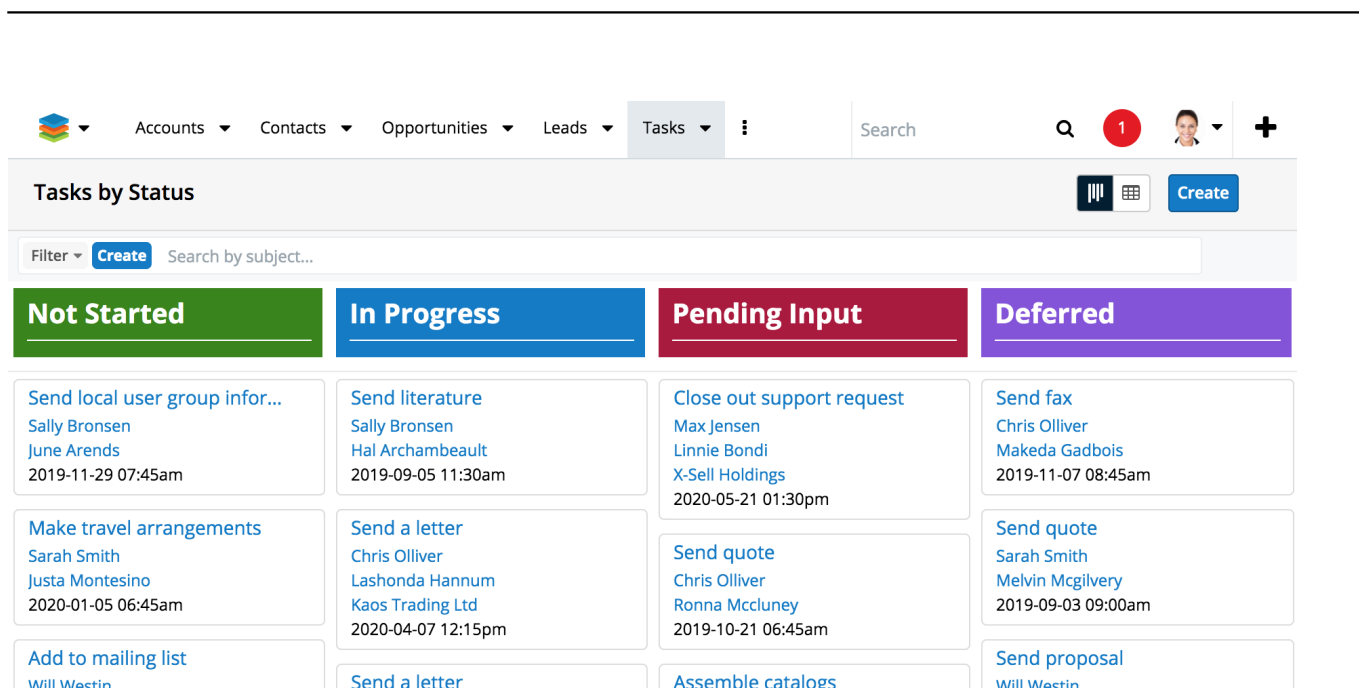 Accounts Contacts Opportunities Leads Tasks Search 1
Tasks by Status Create
Filter Create Search by subject...
Not Started
In Progress
Pending Input
Deferred
Send local user group infor...
Sally Bronsen
June Arends
2019-11-29 07:45am
Make travel arrangements
Sarah Smith
Justa Montesino
2020-01-05 06:45am
Add to mailing list
Will Westin
Send literature
Sally Bronsen
Hal Archambeault
2019-09-05 11:30am
Send a letter
Chris Olliver
Lashonda Hannum
Kaos Trading Ltd
2020-04-07 12:15pm
Send a letter
Close out support request
Max Jensen
Linnie Bondi
X-Sell Holdings
2020-05-21 01:30pm
Send quote
Chris Olliver
Ronna Mccluney
2019-10-21 06:45am
Assemble catalogs
Send fax
Chris Olliver
Makeda Gadbois
2019-11-07 08:45am
Send quote
Sarah Smith
Melvin Mcgilvery
2019-09-03 09:00am
Send proposal
Will Westin